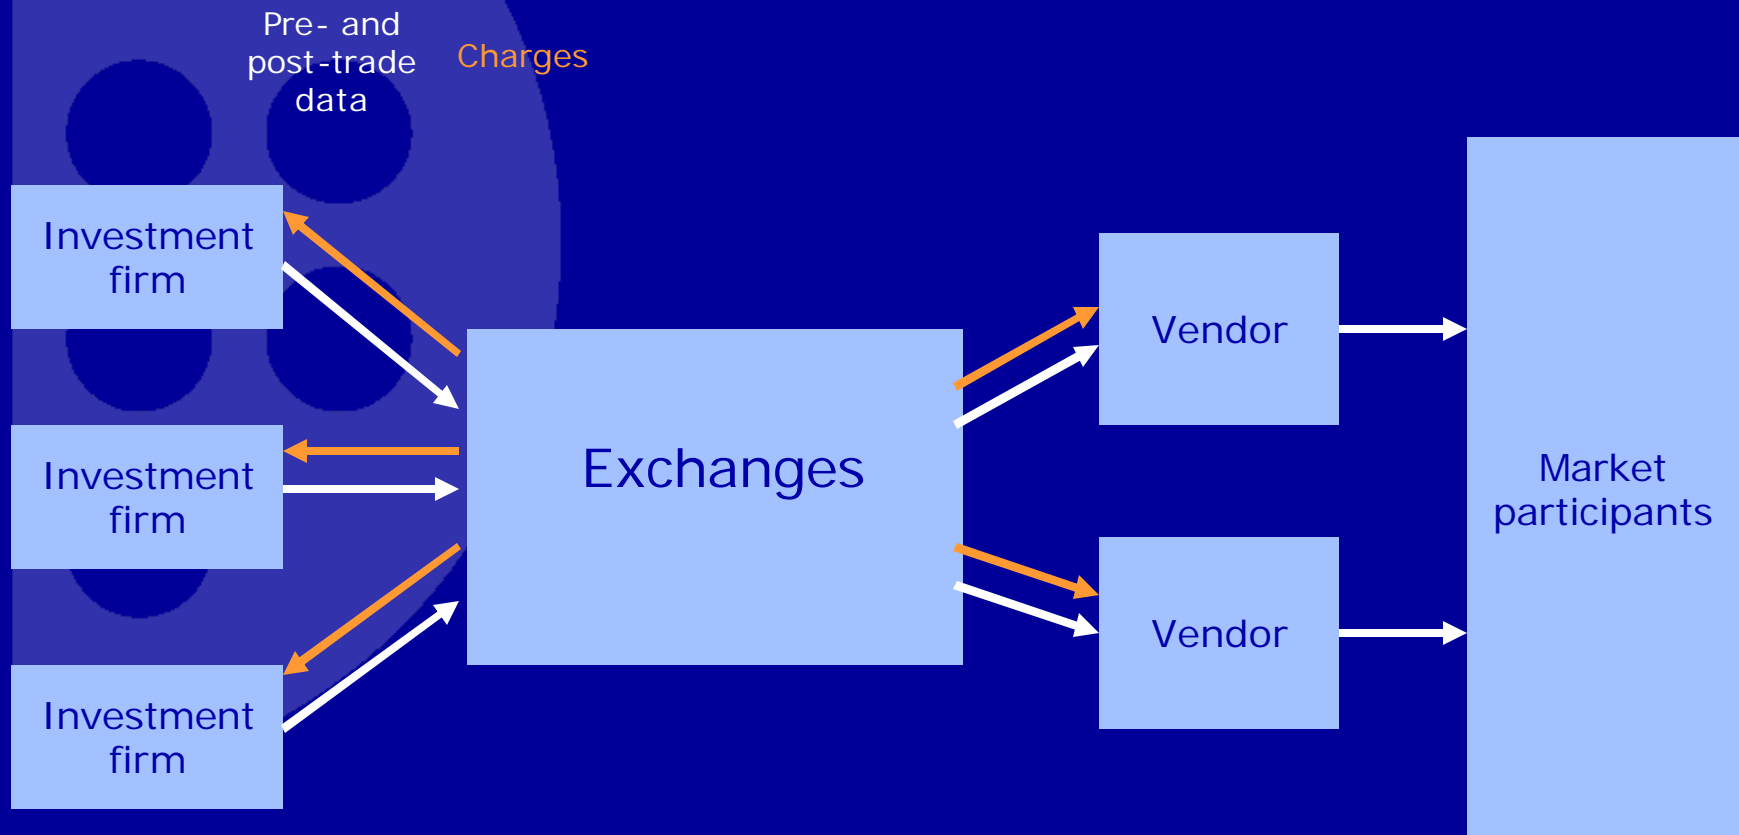 Pre- and
post-trade
data
Charges
Investment
firm
Investment
firm
Investment
firm
Exchanges
Vendor
Vendor
Market
participants